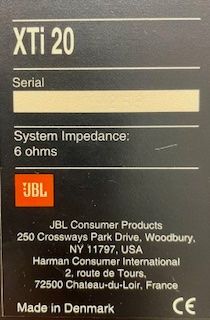 XTi 20
Serial
System Impedance:
6 ohms
JBL
JBL Consumer Products
250 Crossways Park Drive, Woodbury,
NY 11797, USA
Harman Consumer International
2, route de Tours,
72500 Chateau-du-Loir, France
Made in Denmark CE